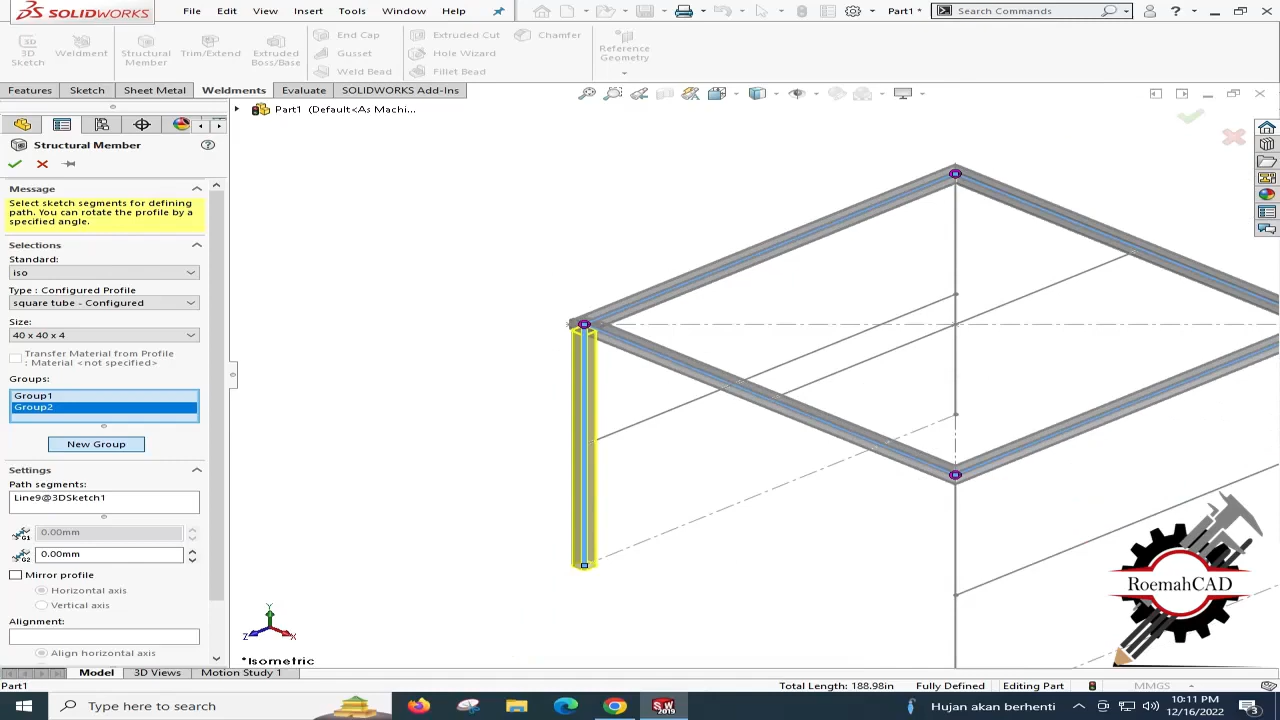 SOLIDWORKS
File Edit View Insert Tools Window Help
Part1 *
Search Commands
3D Sketch
Weldment
Structural Member
Trim/Extend
Extruded Boss/Base
End Cap
Gusset
Weld Bead
Extruded Cut
Hole Wizard
Fillet Bead
Chamfer
Reference Geometry
Features Sketch Sheet Metal Weldments Evaluate SOLIDWORKS Add-Ins
Part1 (Default<As Machi...
Structural Member
Message
Select sketch segments for defining
path. You can rotate the profile by a
specified angle.
Selections
Standard:
iso
Type : Configured Profile
square tube - Configured
Size:
40 x 40 x 4
Transfer Material from Profile
: Material <not specified>
Groups:
Group1
Group2
New Group
Settings
Path segments:
Line9@3DSketch1
G1 0.00mm
G2 0.00mm
Mirror profile
Horizontal axis
Vertical axis
Alignment:
Align horizontal axis
Y
Z X
*Isometric
RoemahCAD
Model 3D Views Motion Study 1
Part1
Total Length: 188.98in Fully Defined Editing Part MMGS
Type here to search
SW
2019
Hujan akan berhenti
10:11 PM
12/16/2022
3